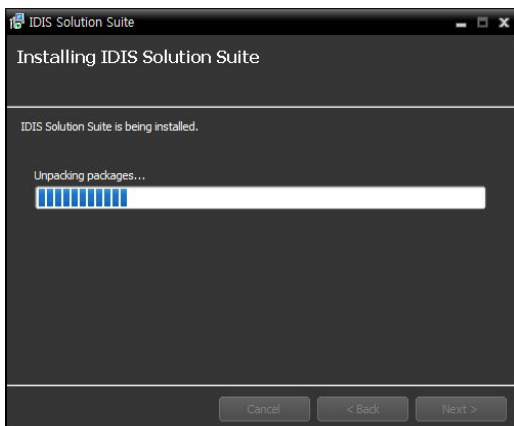 IDIS Solution Suite
Installing IDIS Solution Suite
IDIS Solution Suite is being installed.
Unpacking packages...
Cancel
< Back
Next >